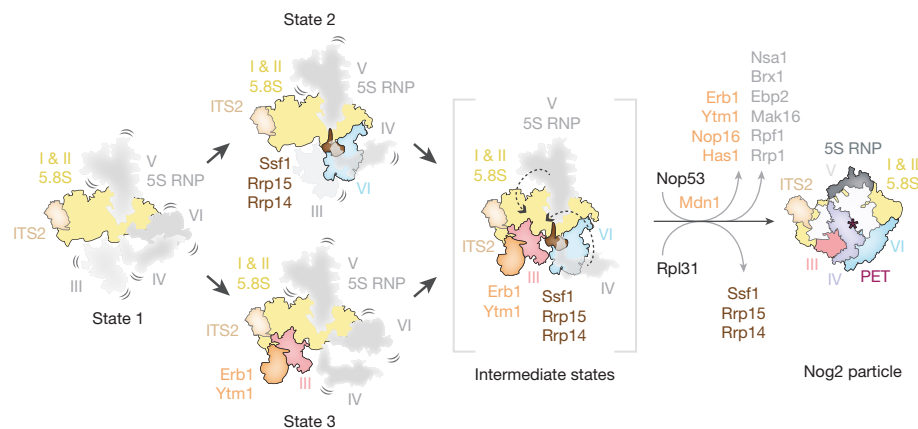 State 1
I & II
5.8S
V
5S RNP
ITS2
VI
III
IV
State 2
I & II
5.8S
V
5S RNP
ITS2
IV
Ssf1
Rrp15
Rrp14
III
VI
State 3
I & II
5.8S
V
5S RNP
ITS2
VI
Erb1
Ytm1
III
IV
V
5S RNP
I & II
5.8S
ITS2
VI
III
IV
Erb1
Ytm1
Ssf1
Rrp15
Rrp14
Intermediate states
Nsa1
Brx1
Erb1
Ebp2
Ytm1
Mak16
Nop16
Rpf1
Has1
Rrp1
Nop53
Mdn1
Rpl31
Ssf1
Rrp15
Rrp14
5S RNP
V
I & II
5.8S
ITS2
III
VI
IV
PET
*
Nog2 particle